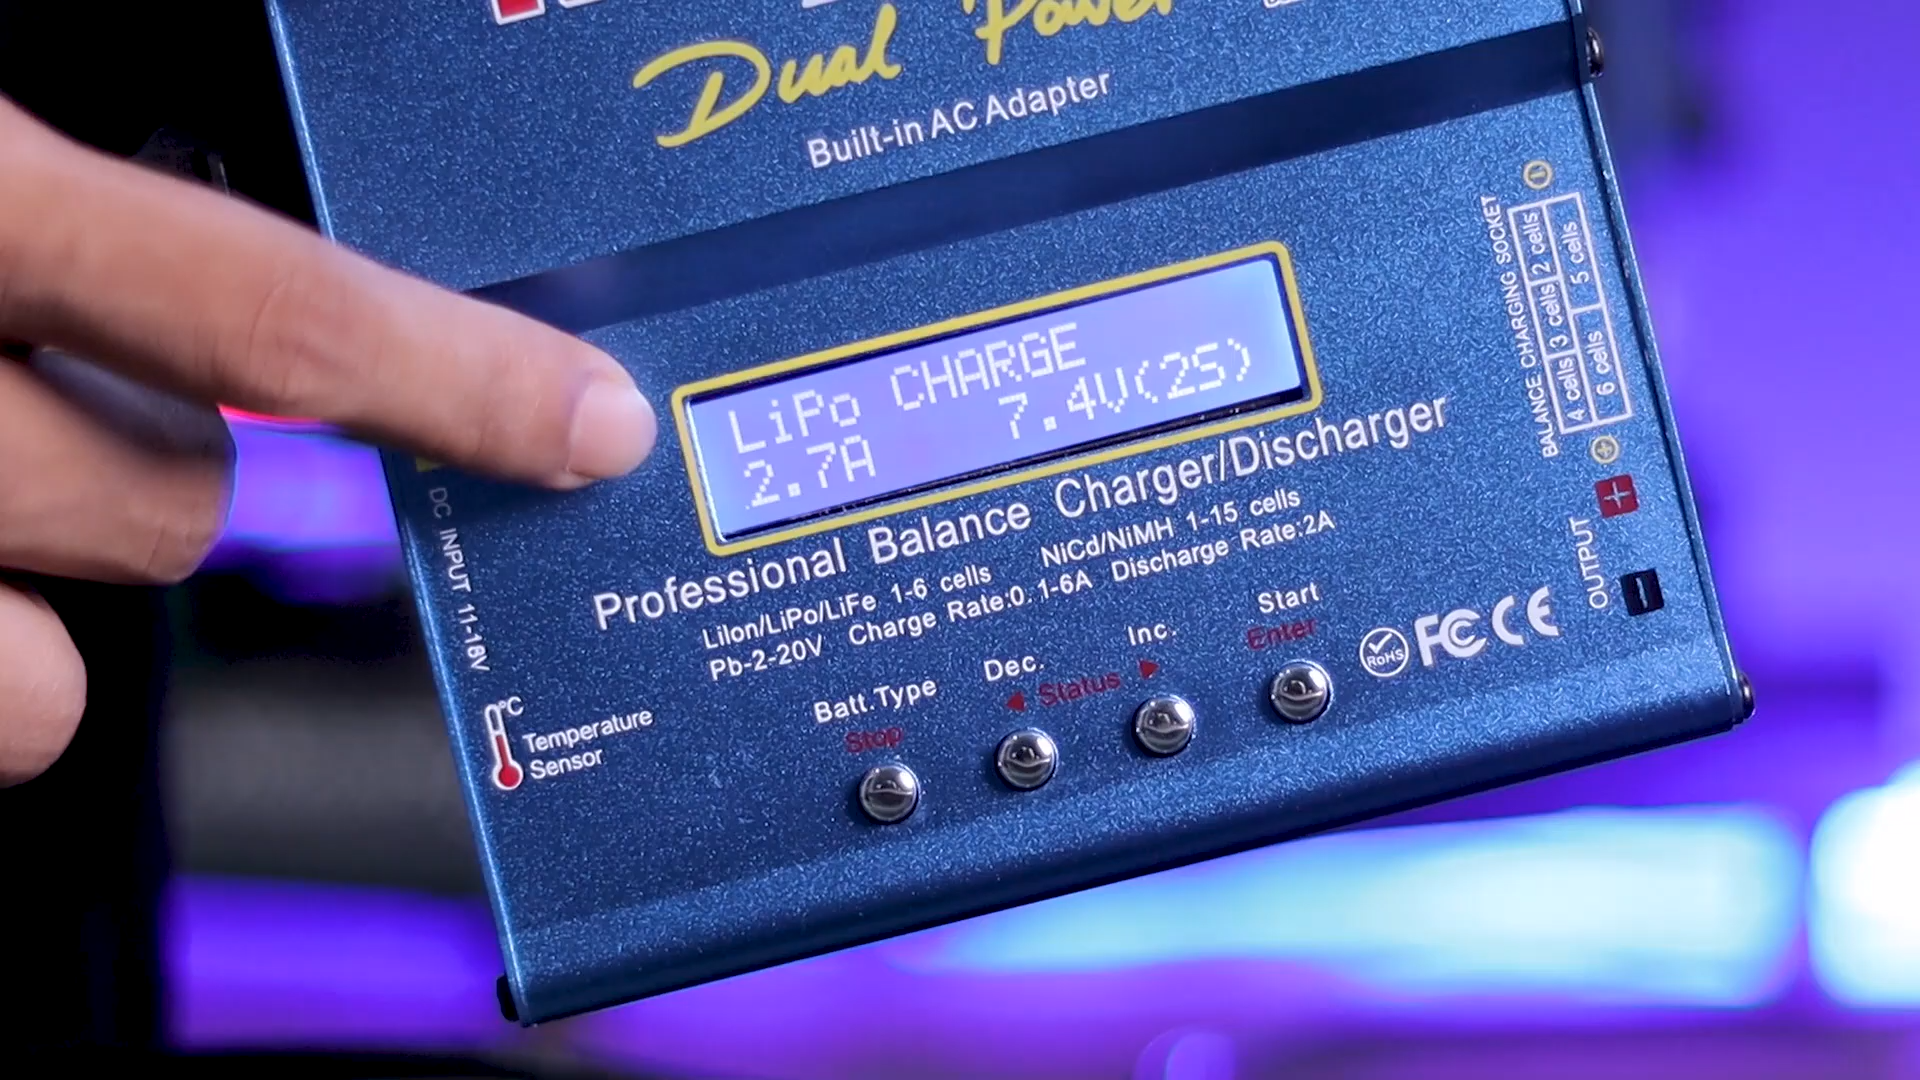 Dual Power
Built-in AC Adapter
LiPo CHARGE
2.7A 7.4V(2S)
Professional Balance Charger/Discharger
LiIon/LiPo/LiFe 1-6 cells NiCd/NiMH 1-15 cells
Pb-2-20V Charge Rate:0.1-6A Discharge Rate:2A
Batt.Type
Stop
Dec.
Status
Inc.
Start
Enter
°C
Temperature
Sensor
DC INPUT 11-18V
BALANCE CHARGING SOCKET
4 cells 3 cells 2 cells
6 cells 5 cells
OUTPUT
RoHS
FC CE